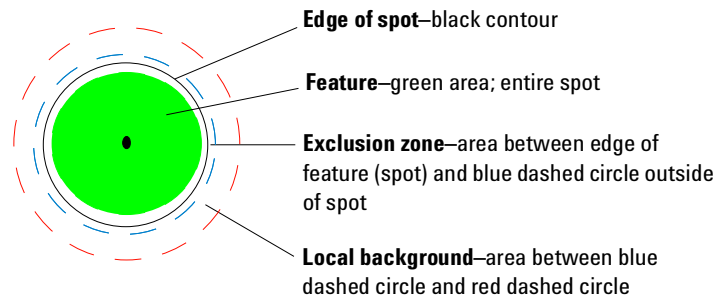 Edge of spot–black contour
Feature–green area; entire spot
Exclusion zone–area between edge of
feature (spot) and blue dashed circle outside
of spot
Local background–area between blue
dashed circle and red dashed circle